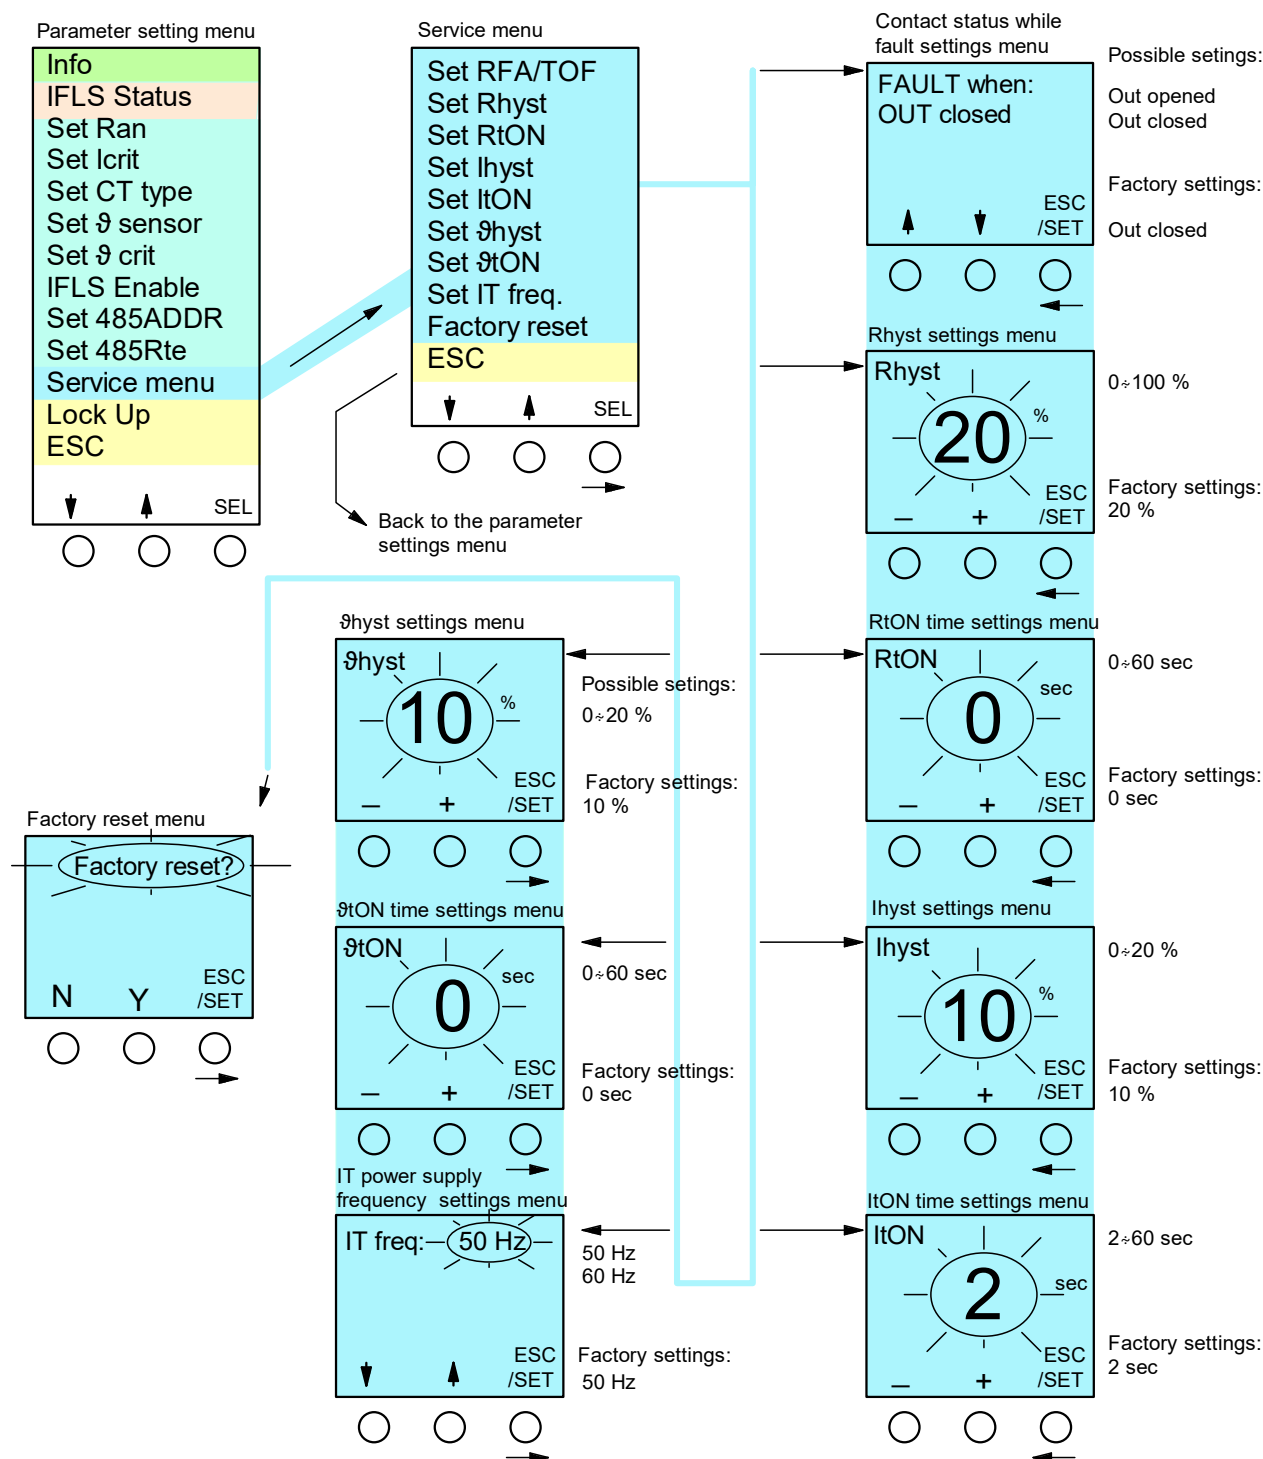 Parameter setting menu
Info
IFLS Status
Set Ran
Set Icrit
Set CT type
Set ϑ sensor
Set ϑ crit
IFLS Enable
Set 485ADDR
Set 485Rte
Service menu
Lock Up
ESC
SEL
Service menu
Set RFA/TOF
Set Rhyst
Set RtON
Set Ihyst
Set ItON
Set ϑhyst
Set ϑtON
Set IT freq.
Factory reset
ESC
SEL
Back to the parameter
settings menu
Contact status while
fault settings menu
FAULT when:
OUT closed
ESC
/SET
Possible setings:
Out opened
Out closed
Factory settings:
Out closed
Rhyst settings menu
Rhyst
20 %
– +
ESC
/SET
0÷100 %
Factory settings:
20 %
RtON time settings menu
RtON
0 sec
– +
ESC
/SET
0÷60 sec
Factory settings:
0 sec
Ihyst settings menu
Ihyst
10 %
– +
ESC
/SET
0÷20 %
Factory settings:
10 %
ItON time settings menu
ItON
2 sec
– +
ESC
/SET
2÷60 sec
Factory settings:
2 sec
ϑhyst settings menu
ϑhyst
10 %
– +
ESC
/SET
Possible setings:
0÷20 %
Factory settings:
10 %
ϑtON time settings menu
ϑtON
0 sec
– +
ESC
/SET
0÷60 sec
Factory settings:
0 sec
IT power supply
frequency settings menu
IT freq: 50 Hz
ESC
/SET
50 Hz
60 Hz
Factory settings:
50 Hz
Factory reset menu
Factory reset?
N Y
ESC
/SET